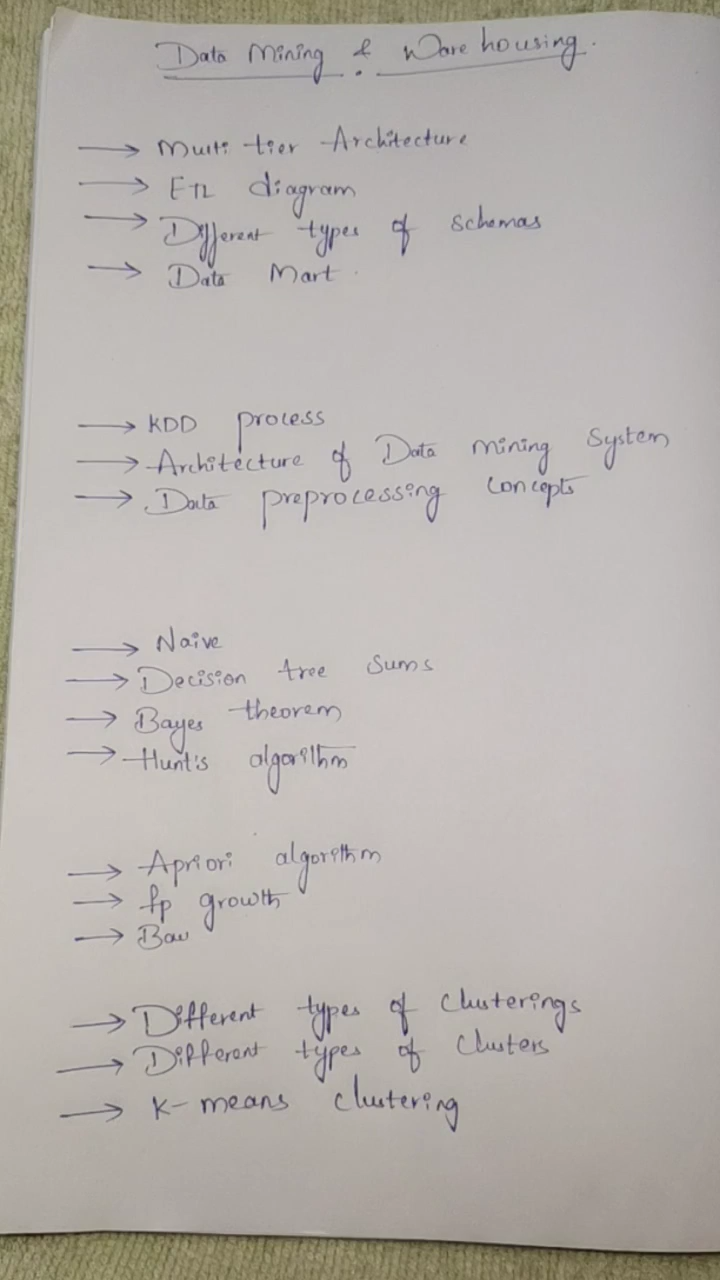 Data Mining & Ware housing.
→ Multi tier Architecture
→ ETL diagram
→ Different types of schemas
→ Data Mart
→ KDD process
→ Architecture of Data mining System
→ Data preprocessing concepts
→ Naive
→ Decision tree sums
→ Bayes theorem
→ Hunt's algorithm
→ Apriori algorithm
→ fp growth
→
→ Different types of clusterings
→ Different types of clusters
→ K-means clustering